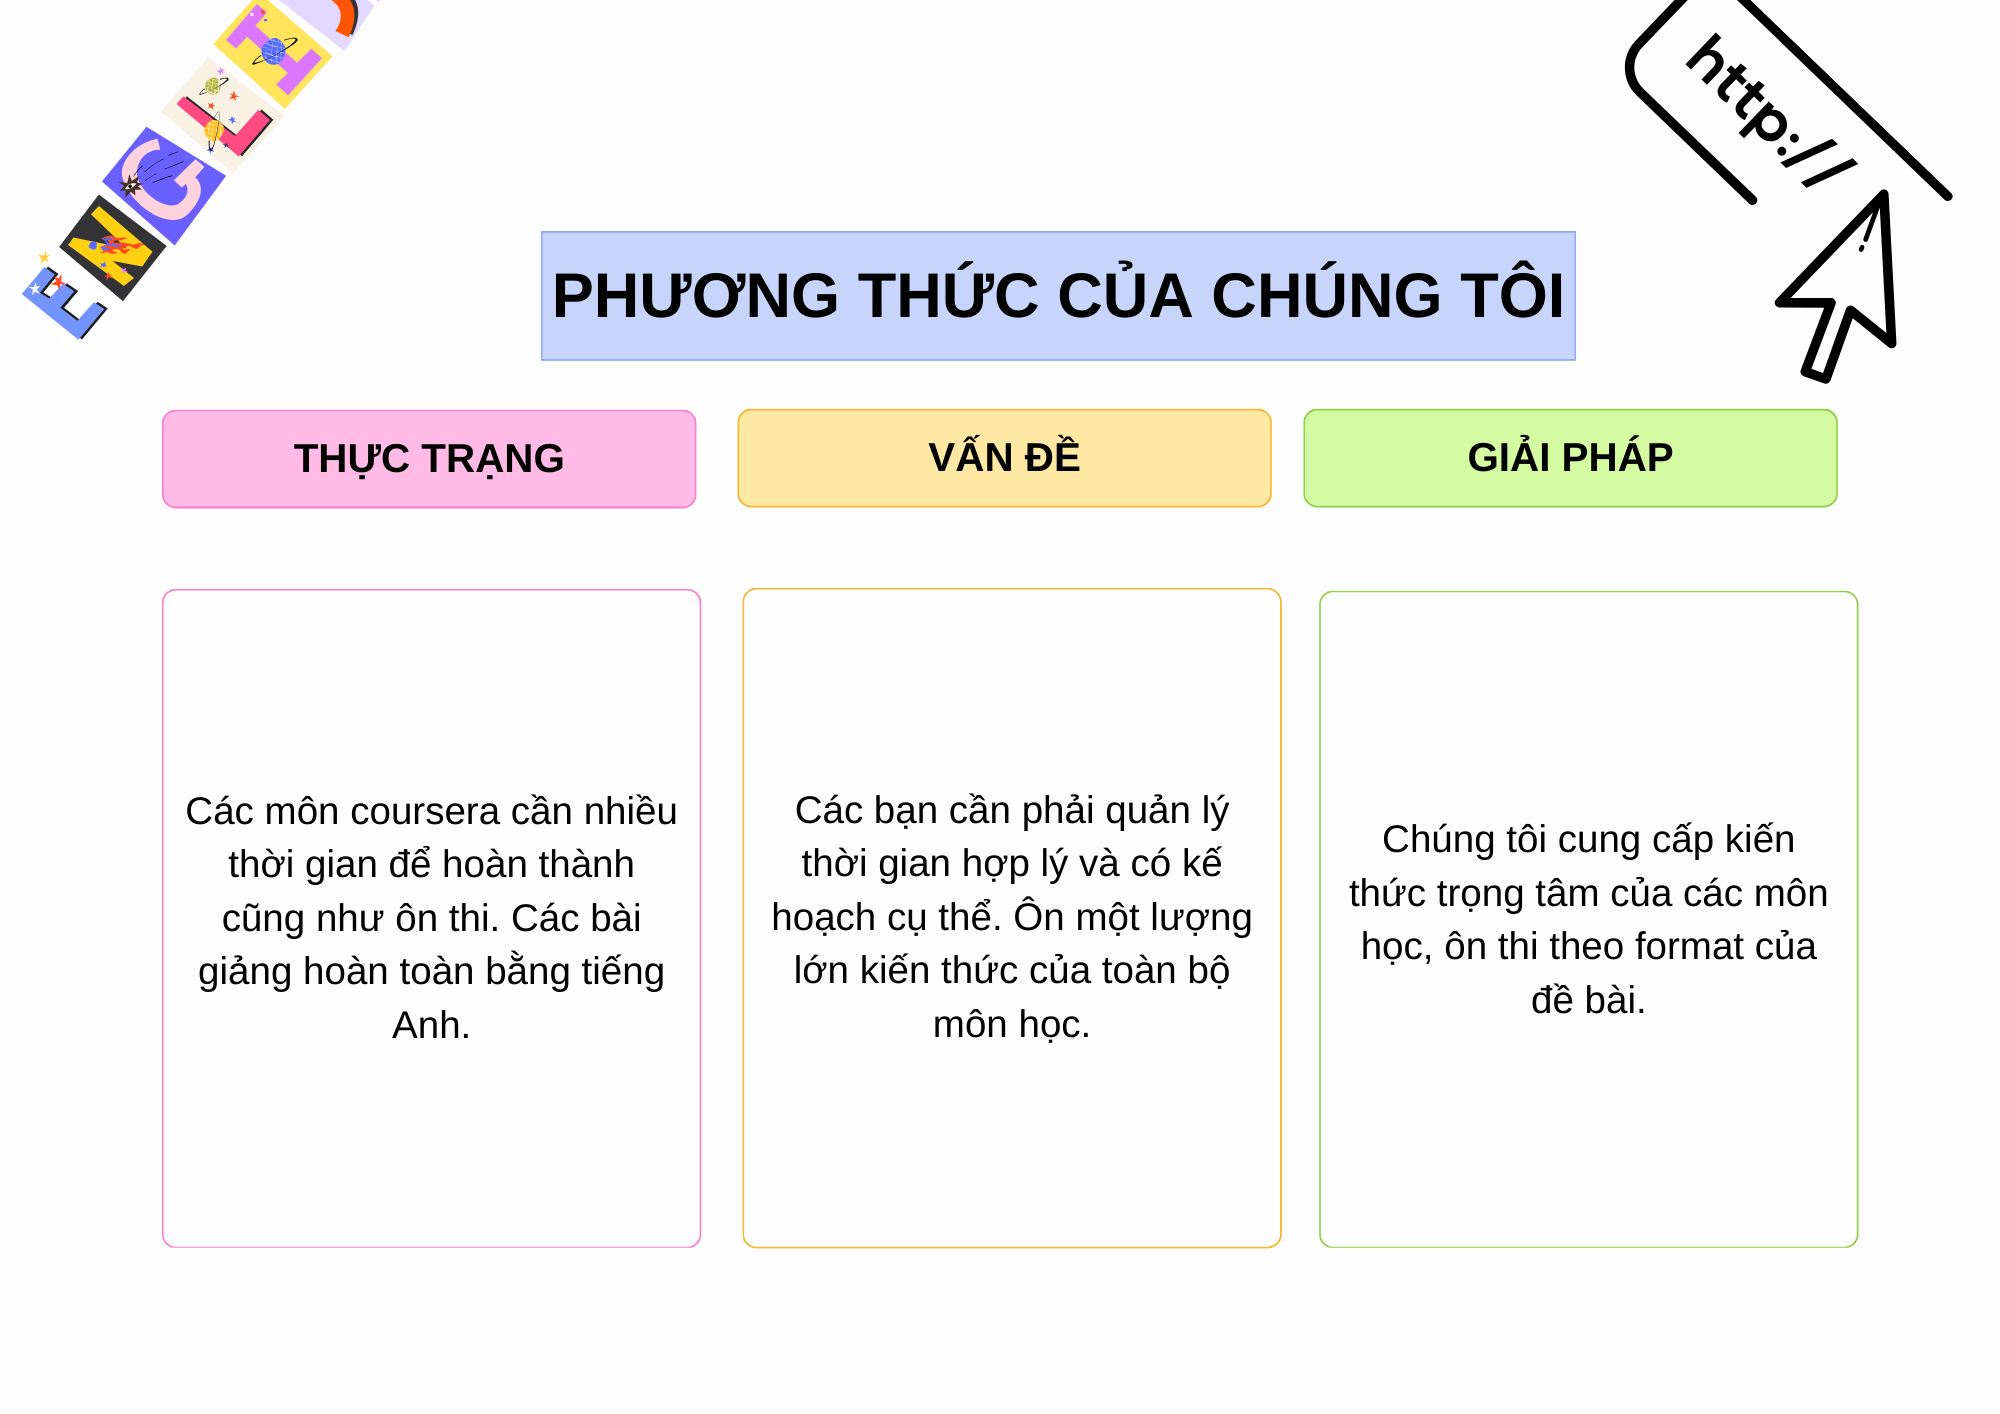 ENGLI
http://
PHƯƠNG THỨC CỦA CHÚNG TÔI
THỰC TRẠNG
VẤN ĐỀ
GIẢI PHÁP
Các môn coursera cần nhiều
thời gian để hoàn thành
cũng như ôn thi. Các bài
giảng hoàn toàn bằng tiếng
Anh.
Các bạn cần phải quản lý
thời gian hợp lý và có kế
hoạch cụ thể. Ôn một lượng
lớn kiến thức của toàn bộ
môn học.
Chúng tôi cung cấp kiến
thức trọng tâm của các môn
học, ôn thi theo format của
đề bài.